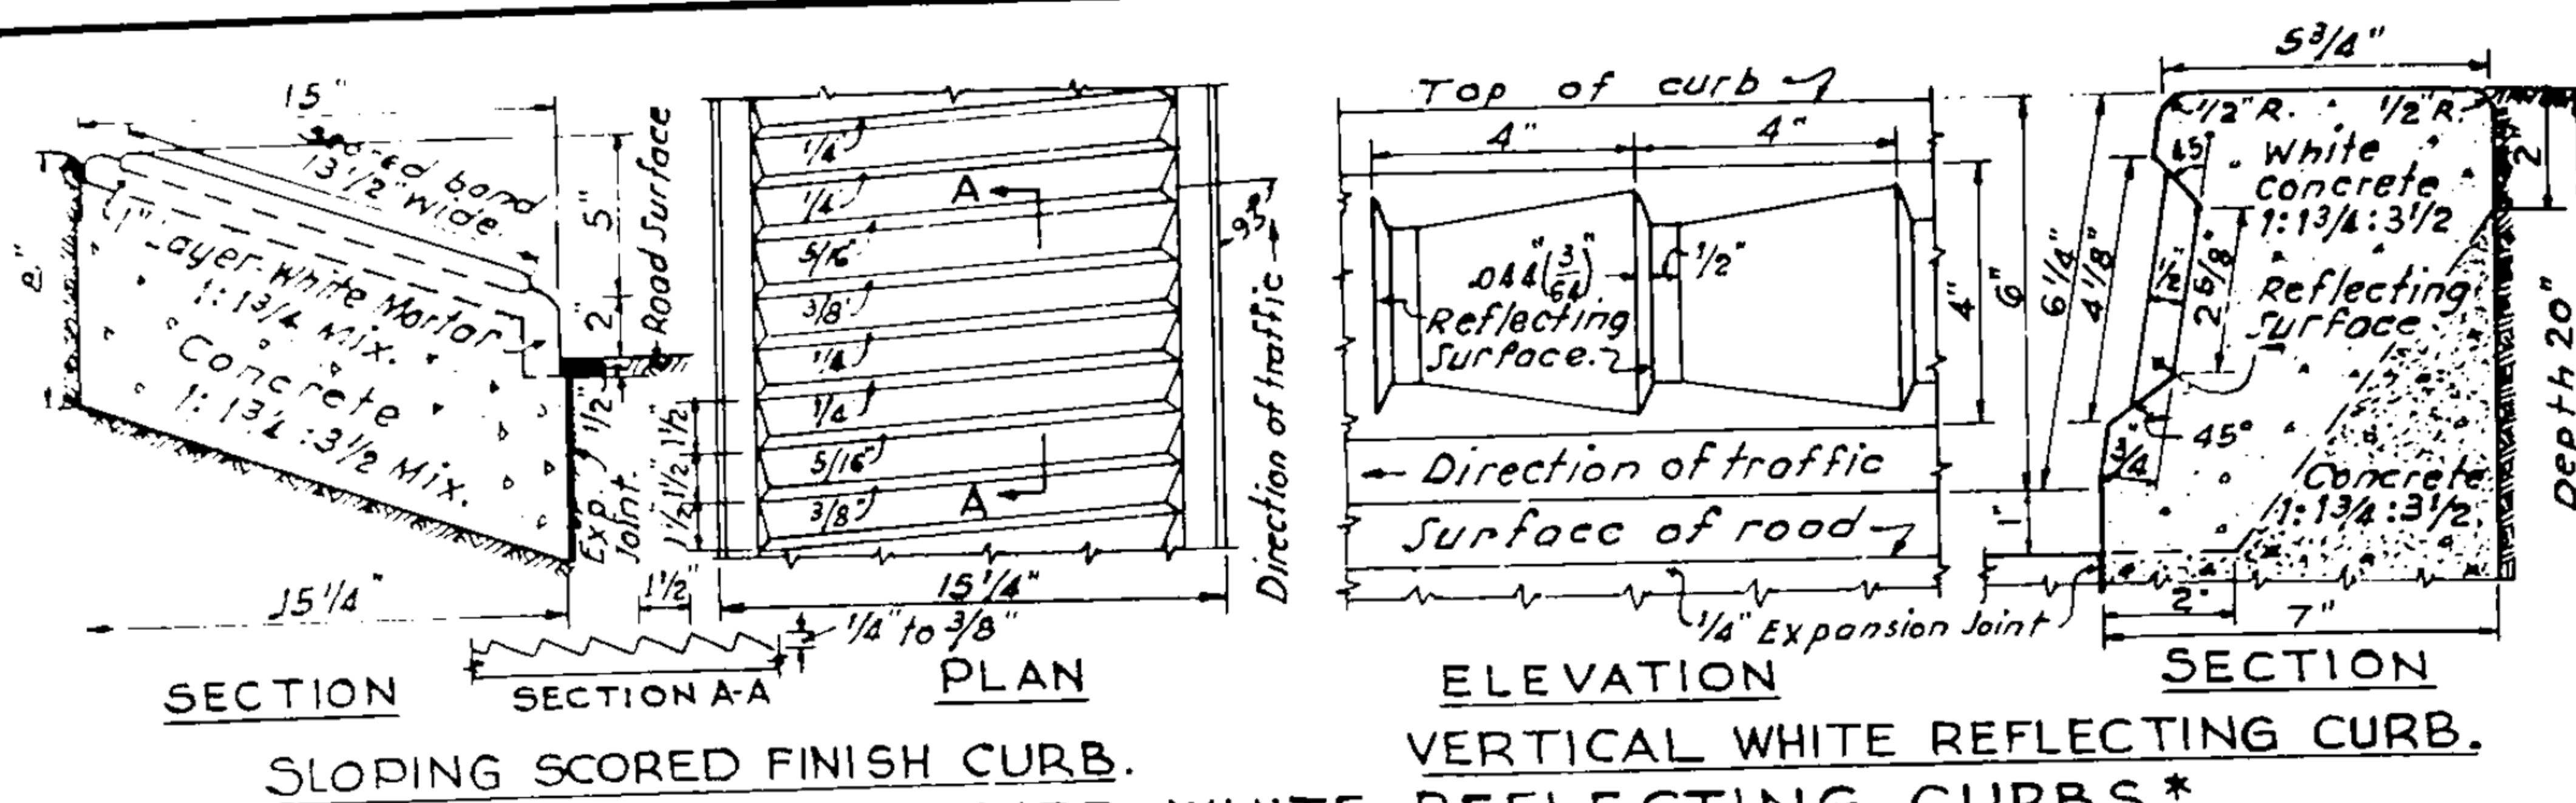 15"
Scored band
13 1/2" Wide.
5"
2"
Road Surface
8"
1" Layer-White Mortar
1:1 3/4 Mix.
Concrete
1:1 3/4:3 1/2 Mix.
1/2"
Exp. Joint.
15 1/4"
SECTION
1 1/2"
1/4" to 3/8"
SECTION A-A
1/4"
1/4"
5/16"
3/8"
1/4"
1/4"
5/16"
3/8"
A
A
1 1/2"
1 1/2"
1 1/2"
Direction of traffic
15 1/4"
PLAN
SLOPING SCORED FINISH CURB.
Top of curb
4"
4"
.044"(3/64")
1/2"
Reflecting
Surface.
4"
6"
Direction of traffic
1"
Surface of road
1/4" Expansion Joint
ELEVATION
5 3/4"
1/2" R.
1/2" R.
45°
White
Concrete
1:1 3/4:3 1/2
2"
6 1/4"
4 1/8"
1/2"
2 5/8"
Reflecting
Surface
45°
3/4"
Concrete
1:1 3/4:3 1/2
Depth 20"
2"
7"
SECTION
VERTICAL WHITE REFLECTING CURB.
WHITE REFLECTING CURBS*